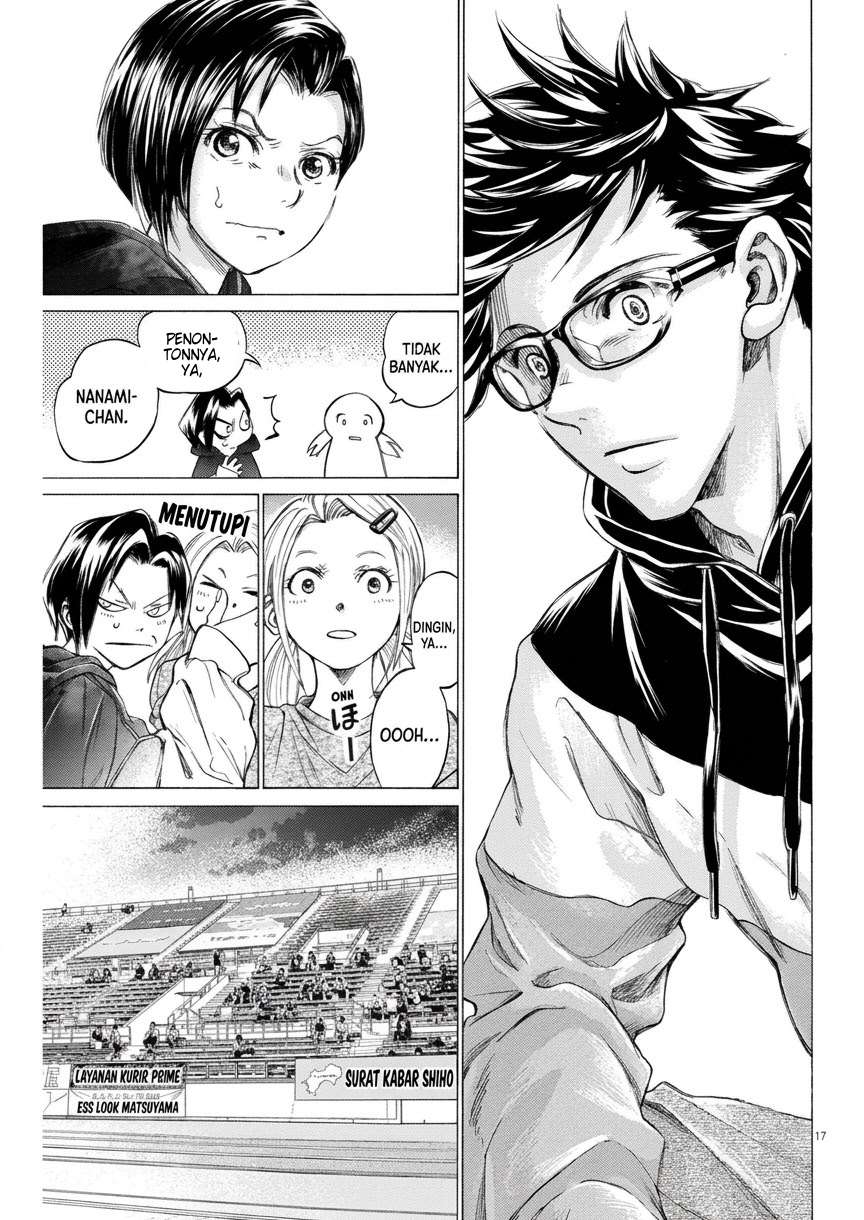 TIDAK
BANYAK...
PENON-
TONNYA,
YA,
NANAMI-
CHAN.
DINGIN,
YA...
OOOH...
ONN
ほー
MENUTUPI
LAYANAN KURIR PRIME
ESS LOOK MATSUYAMA
SURAT KABAR SHIHO
17